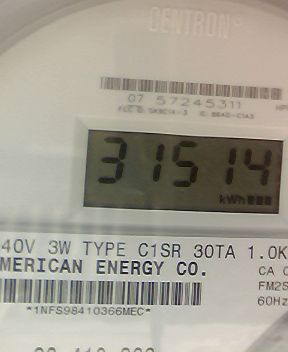 CENTRON®
07 57245311
31514
kWh
40V 3W TYPE C1SR 30TA 1.0K
MERICAN ENERGY CO.
CA
FM2S
60Hz
*1NFS98410366MEC*